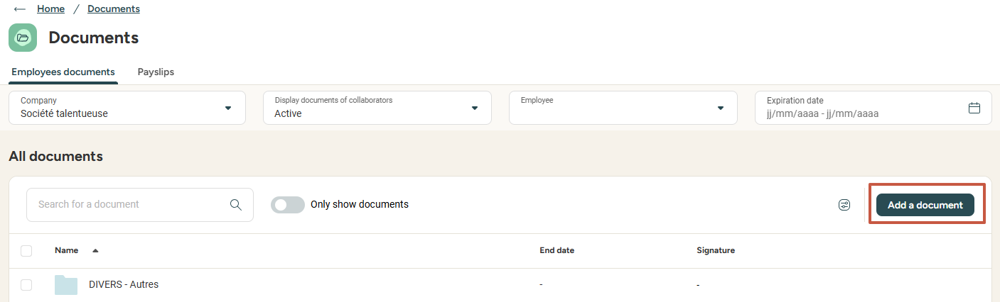 Home / Documents
Documents
Employees documents Payslips
Company Display documents of collaborators Employee Expiration date
Société talentueuse Active jj/mm/aaaa - jj/mm/aaaa
All documents
Search for a document Only show documents Add a document
Name End date Signature
DIVERS - Autres - -